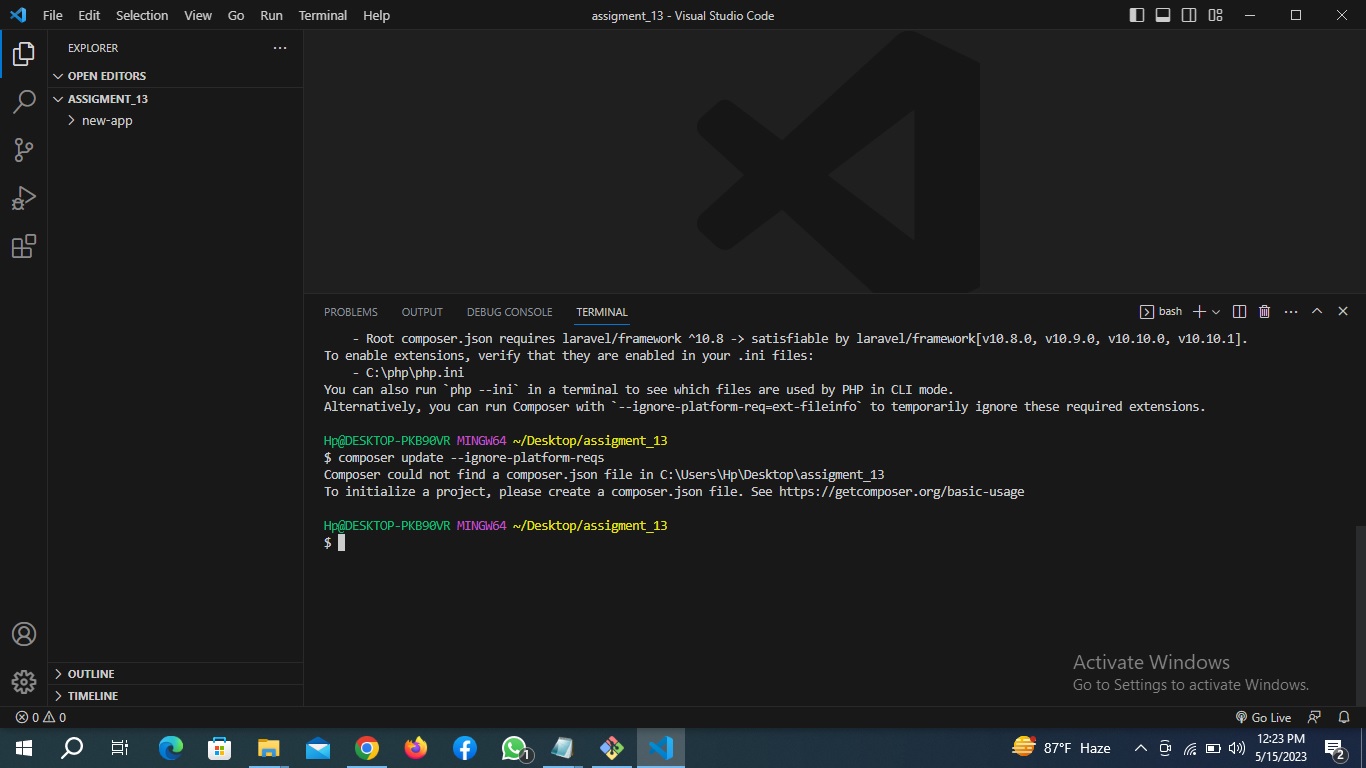 File Edit Selection View Go Run Terminal Help
assigment_13 - Visual Studio Code
EXPLORER
OPEN EDITORS
ASSIGMENT_13
new-app
OUTLINE
TIMELINE
PROBLEMS OUTPUT DEBUG CONSOLE TERMINAL
bash
- Root composer.json requires laravel/framework ^10.8 -> satisfiable by laravel/framework[v10.8.0, v10.9.0, v10.10.0, v10.10.1].
To enable extensions, verify that they are enabled in your .ini files:
- C:\php\php.ini
You can also run `php --ini` in a terminal to see which files are used by PHP in CLI mode.
Alternatively, you can run Composer with `--ignore-platform-req=ext-fileinfo` to temporarily ignore these required extensions.
Hp@DESKTOP-PKB90VR MINGW64 ~/Desktop/assigment_13
$ composer update --ignore-platform-reqs
Composer could not find a composer.json file in C:\Users\Hp\Desktop\assigment_13
To initialize a project, please create a composer.json file. See https://getcomposer.org/basic-usage
Hp@DESKTOP-PKB90VR MINGW64 ~/Desktop/assigment_13
$
Activate Windows
Go to Settings to activate Windows.
0 0
Go Live
1
87°F Haze
12:23 PM
5/15/2023
2